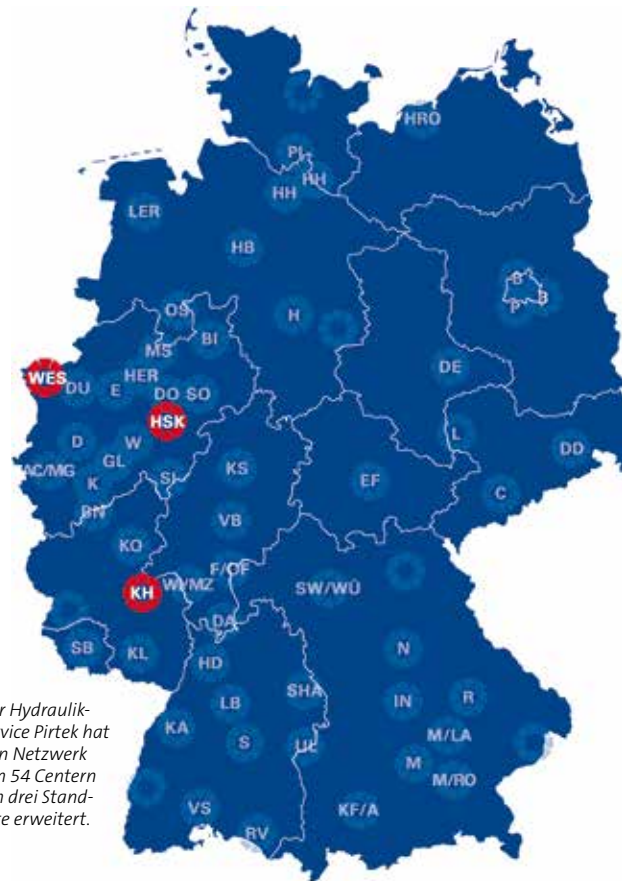 HRO
PI
HH
HH
LER
HB
B
B
P
OS
H
BI
MS
DE
WES
HER
DU
E
DO
SO
HSK
L
D
W
DD
GL
KS
AC/MG
SI
EF
K
C
BN
VB
KO
F/OF
WI/MZ
SW/WÜ
KH
DA
N
SB
KL
HD
SHA
R
LB
IN
KA
M/LA
S
UL
M
M/RO
VS
KF/A
RV
r Hydraulik-
vice Pirtek hat
n Netzwerk
n 54 Centern
n drei Stand-
e erweitert.